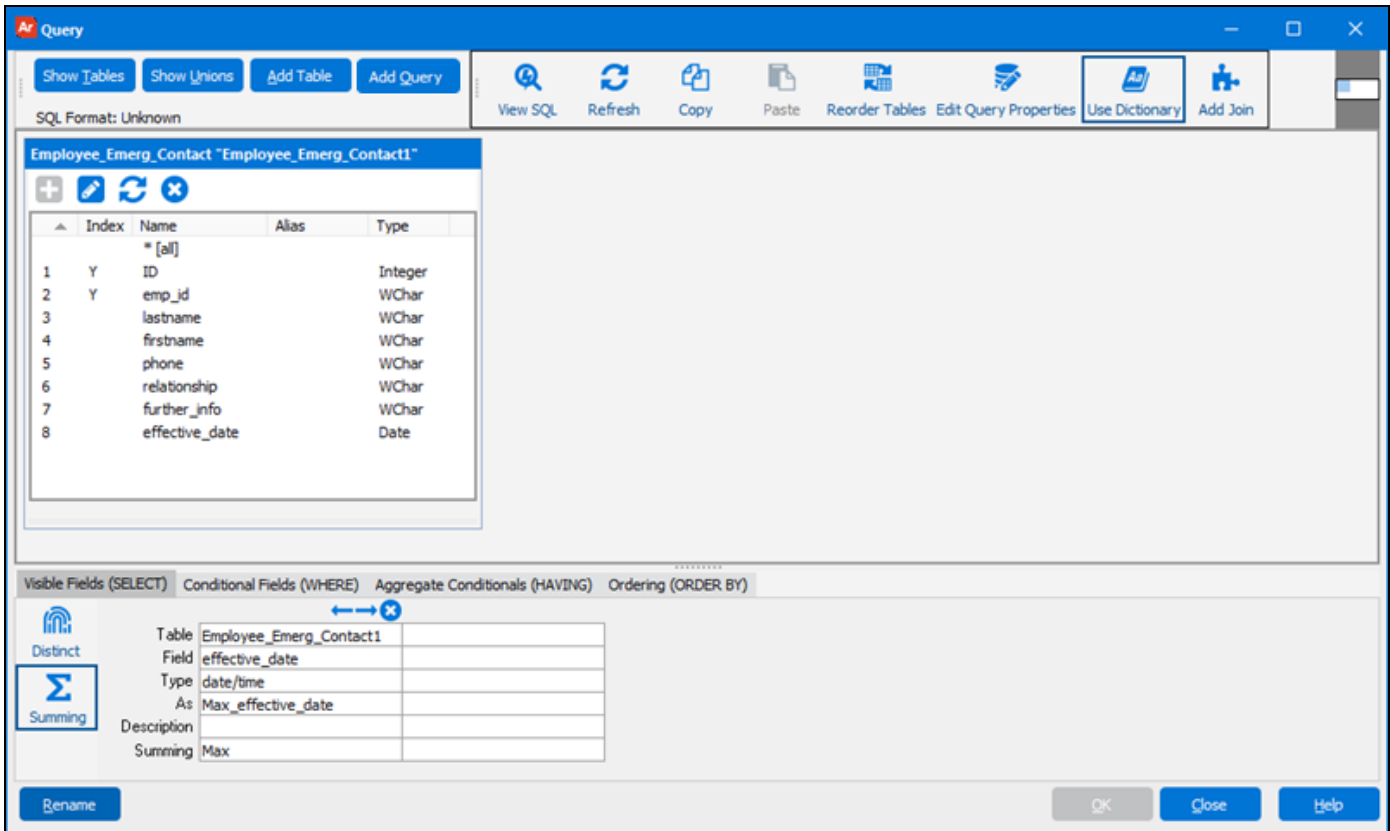 Ar Query
Show Tables Show Unions Add Table Add Query
View SQL Refresh Copy Paste Reorder Tables Edit Query Properties Use Dictionary Add Join
SQL Format: Unknown
Employee_Emerg_Contact "Employee_Emerg_Contact1"
Index Name Alias Type
* [all]
1 Y ID Integer
2 Y emp_id WChar
3 lastname WChar
4 firstname WChar
5 phone WChar
6 relationship WChar
7 further_info WChar
8 effective_date Date
Visible Fields (SELECT) Conditional Fields (WHERE) Aggregate Conditionals (HAVING) Ordering (ORDER BY)
Distinct
Summing
Table Employee_Emerg_Contact1
Field effective_date
Type date/time
As Max_effective_date
Description
Summing Max
Rename OK Close Help